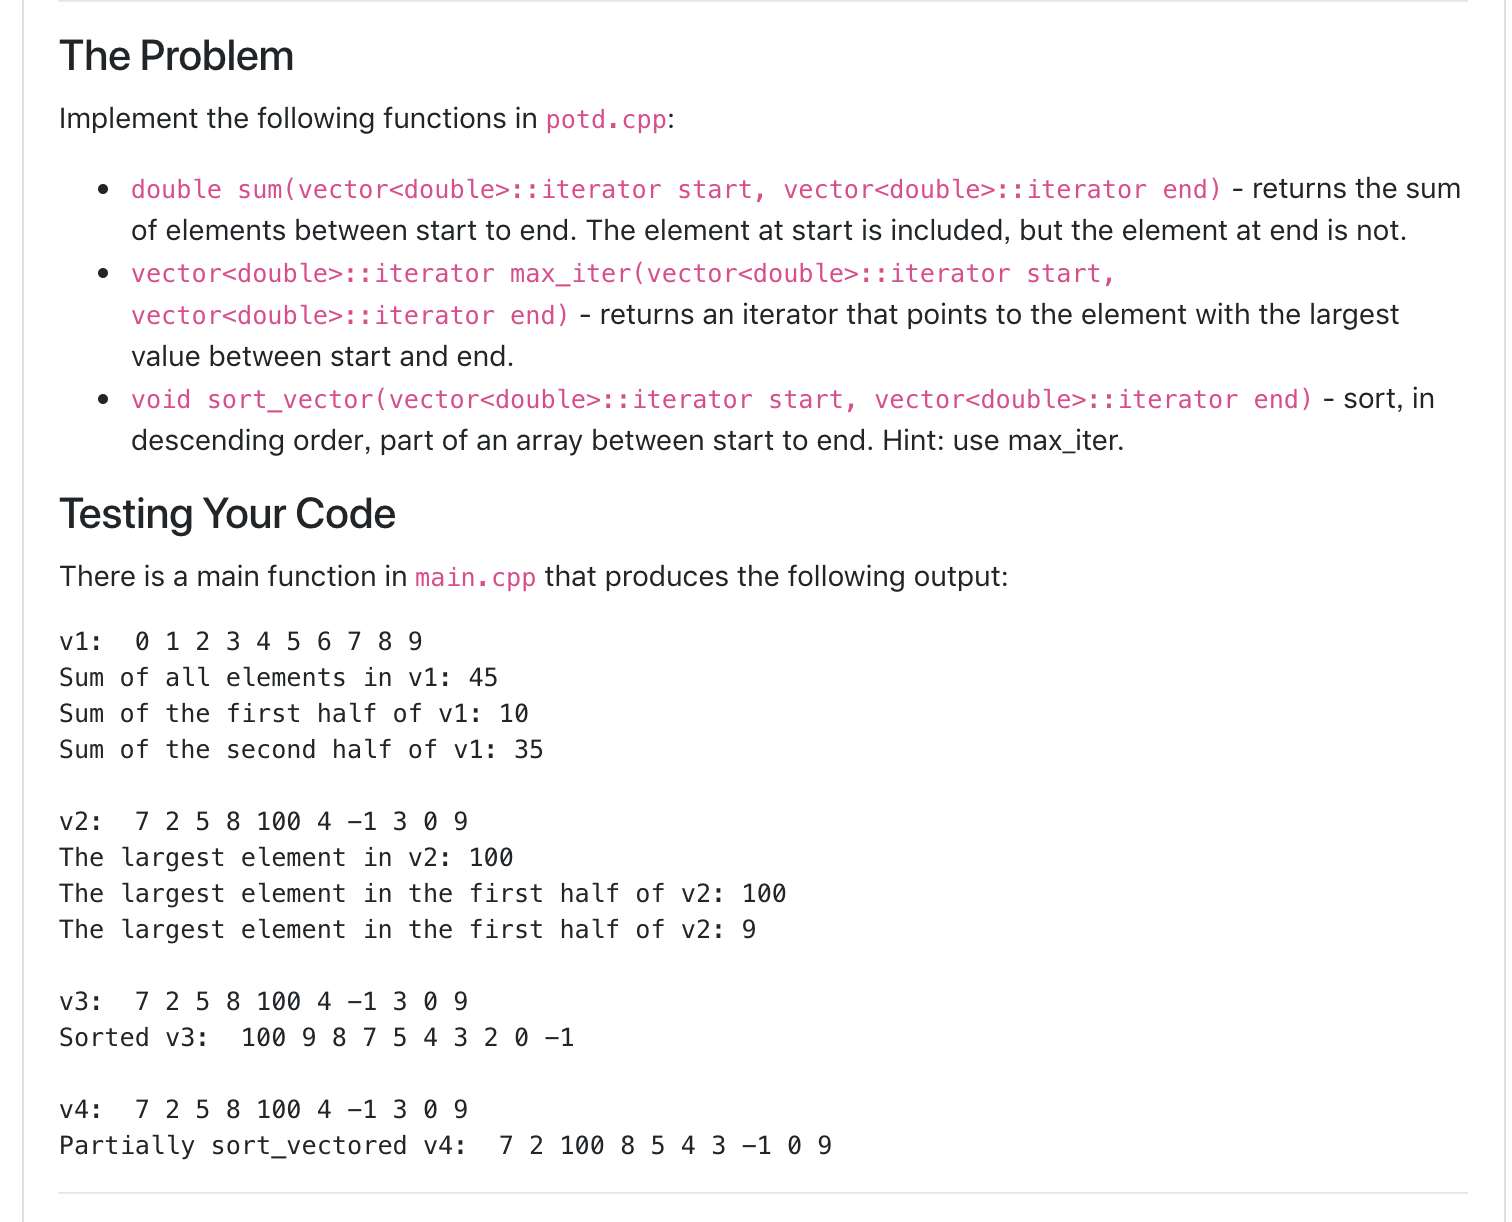 The Problem
Implement the following functions in potd.cpp:
• double sum(vector<double>::iterator start, vector<double>::iterator end) - returns the sum
of elements between start to end. The element at start is included, but the element at end is not.
• vector<double>::iterator max_iter(vector<double>::iterator start,
vector<double>::iterator end) - returns an iterator that points to the element with the largest
value between start and end.
• void sort_vector(vector<double>::iterator start, vector<double>::iterator end) - sort, in
descending order, part of an array between start to end. Hint: use max_iter.
Testing Your Code
There is a main function in main.cpp that produces the following output:
v1:  0 1 2 3 4 5 6 7 8 9
Sum of all elements in v1: 45
Sum of the first half of v1: 10
Sum of the second half of v1: 35
v2:  7 2 5 8 100 4 -1 3 0 9
The largest element in v2: 100
The largest element in the first half of v2: 100
The largest element in the first half of v2: 9
v3:  7 2 5 8 100 4 -1 3 0 9
Sorted v3:  100 9 8 7 5 4 3 2 0 -1
v4:  7 2 5 8 100 4 -1 3 0 9
Partially sort_vectored v4:  7 2 100 8 5 4 3 -1 0 9